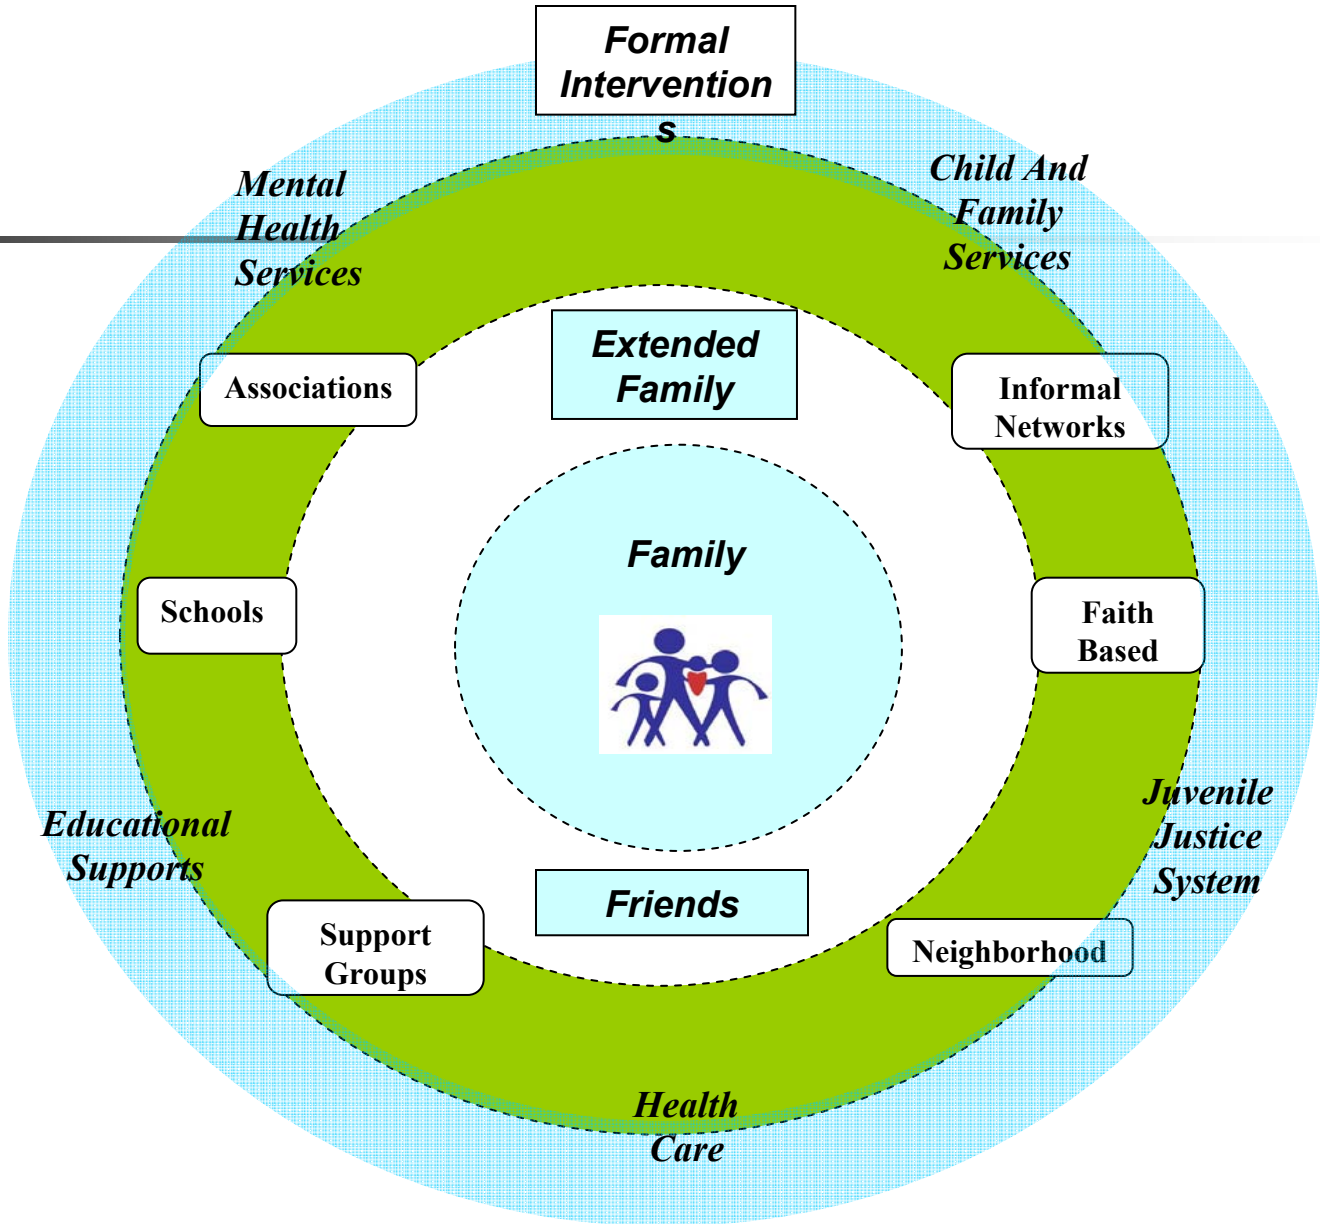 Formal
Intervention
s
Mental
Health
Services
Child And
Family
Services
Extended
Family
Associations
Informal
Networks
Family
Schools
Faith
Based
Educational
Supports
Juvenile
Justice
System
Friends
Support
Groups
Neighborhood
Health
Care